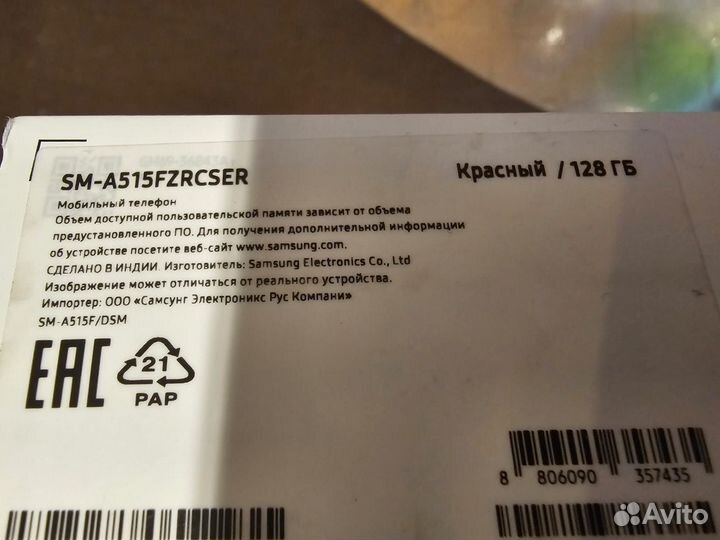 SM-A515FZRCSER
Красный / 128 ГБ
Мобильный телефон
Объем доступной пользовательской памяти зависит от объема
предустановленного ПО. Для получения дополнительной информации
об устройстве посетите веб-сайт www.samsung.com.
СДЕЛАНО В ИНДИИ. Изготовитель: Samsung Electronics Co., Ltd
Изображение может отличаться от реального устройства.
Импортер: ООО «Самсунг Электроникс Рус Компани»
SM-A515F/DSM
EAC
21
PAP
8 806090 357435
Avito